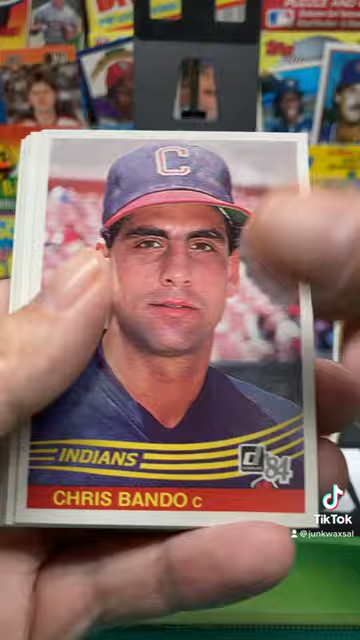 C
INDIANS
'84
CHRIS BANDO C
TikTok
@junkwaxsal